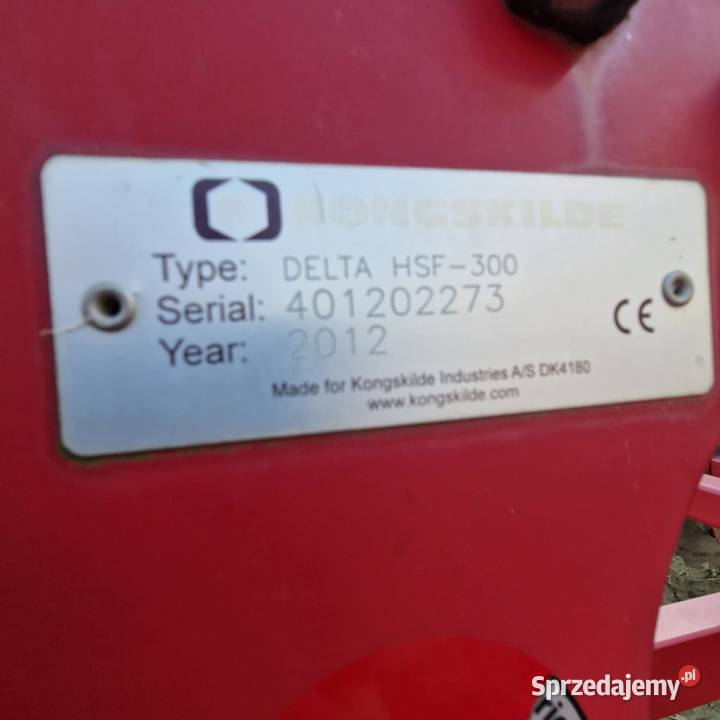 KONGSKILDE
Type: DELTA HSF-300
Serial: 401202273
Year: 2012
CE
Made for Kongskilde Industries A/S DK4180
www.kongskilde.com
Sprzedajemy.pl